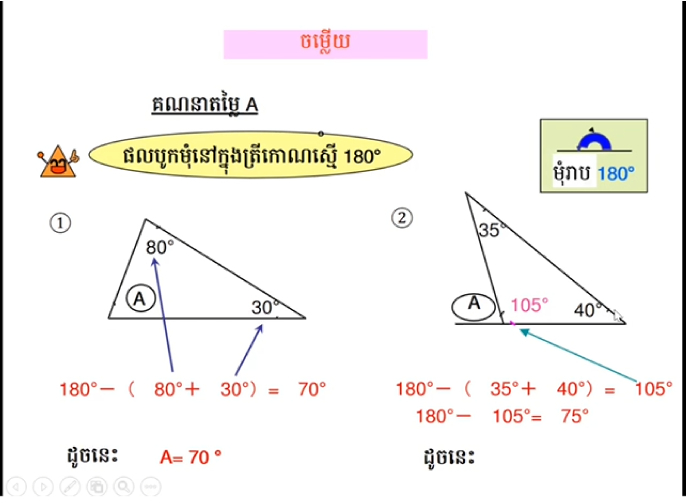 ចម្លើយ
គណនាតម្លៃ A
ផលបូកមុំនៅក្នុងត្រីកោណស្មើ 180°
មុំរាប 180°
①
80°
A
30°
②
35°
A
105°
40°
180°－（ 80°＋ 30°）＝ 70°
ដូចនេះ A= 70 °
180°－（ 35°＋ 40°）＝ 105°
180°－ 105°= 75°
ដូចនេះ